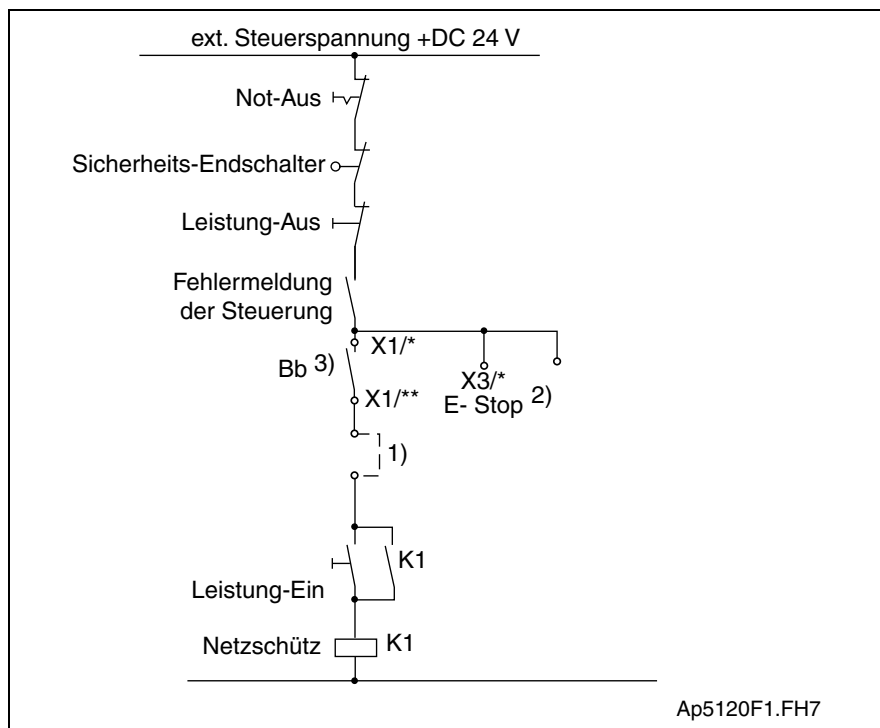 ext. Steuerspannung +DC 24 V
Not-Aus
Sicherheits-Endschalter
Leistung-Aus
Fehlermeldung
der Steuerung
X1/*
Bb 3)
X3/*
X1/**
E- Stop 2)
1)
K1
Leistung-Ein
Netzschütz
K1
Ap5120F1.FH7